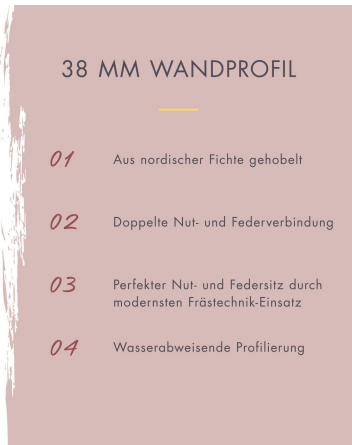 38 MM WANDPROFIL
01 Aus nordischer Fichte gehobelt
02 Doppelte Nut- und Federverbindung
03 Perfekter Nut- und Federsitz durch
modernsten Frästechnik-Einsatz
04 Wasserabweisende Profilierung